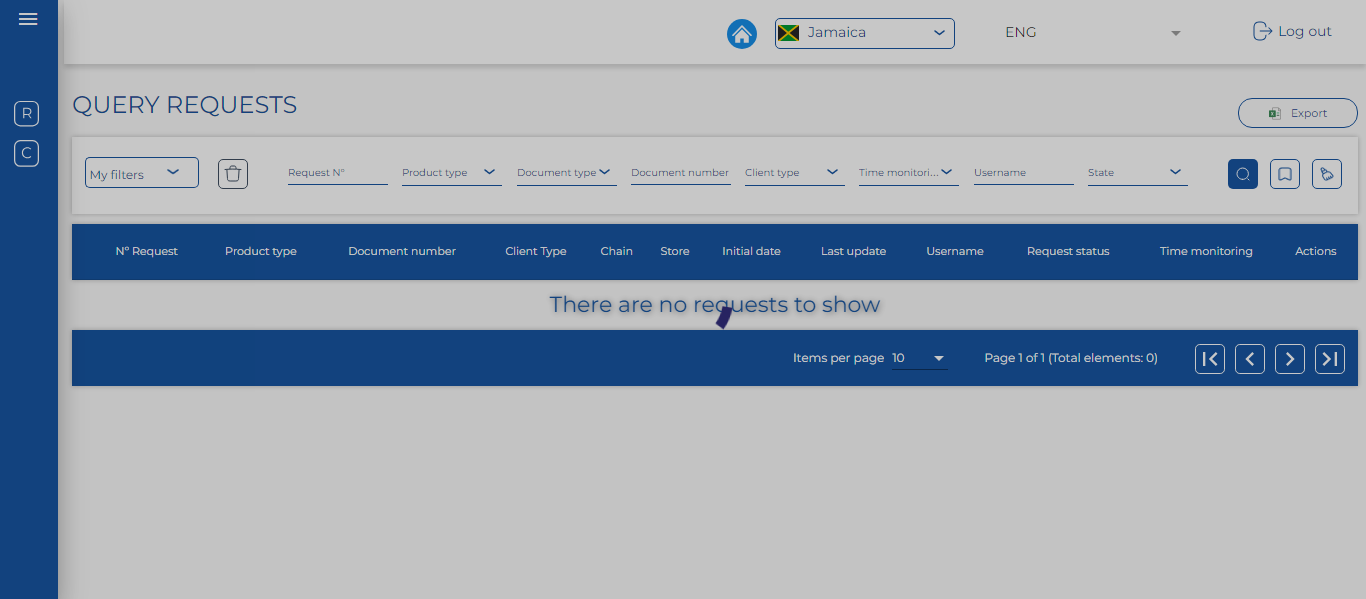 Jamaica
ENG
Log out
R
C
QUERY REQUESTS
Export
My filters
Request N°
Product type
Document type
Document number
Client type
Time monitori...
Username
State
N° Request Product type Document number Client Type Chain Store Initial date Last update Username Request status Time monitoring Actions
There are no requests to show
Items per page 10 Page 1 of 1 (Total elements: 0)